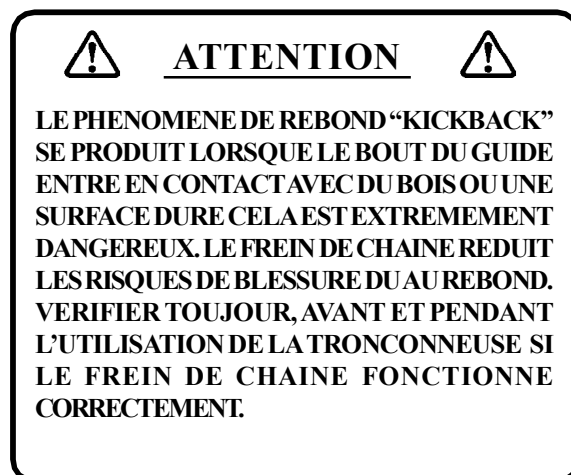 ATTENTION
LE PHENOMENE DE REBOND “KICKBACK”
SE PRODUIT LORSQUE LE BOUT DU GUIDE
ENTRE EN CONTACT AVEC DU BOIS OU UNE
SURFACE DURE CELA EST EXTREMEMENT
DANGEREUX. LE FREIN DE CHAINE REDUIT
LES RISQUES DE BLESSURE DU AU REBOND.
VERIFIER TOUJOUR, AVANT ET PENDANT
L’UTILISATION DE LA TRONCONNEUSE SI
LE FREIN DE CHAINE FONCTIONNE
CORRECTEMENT.